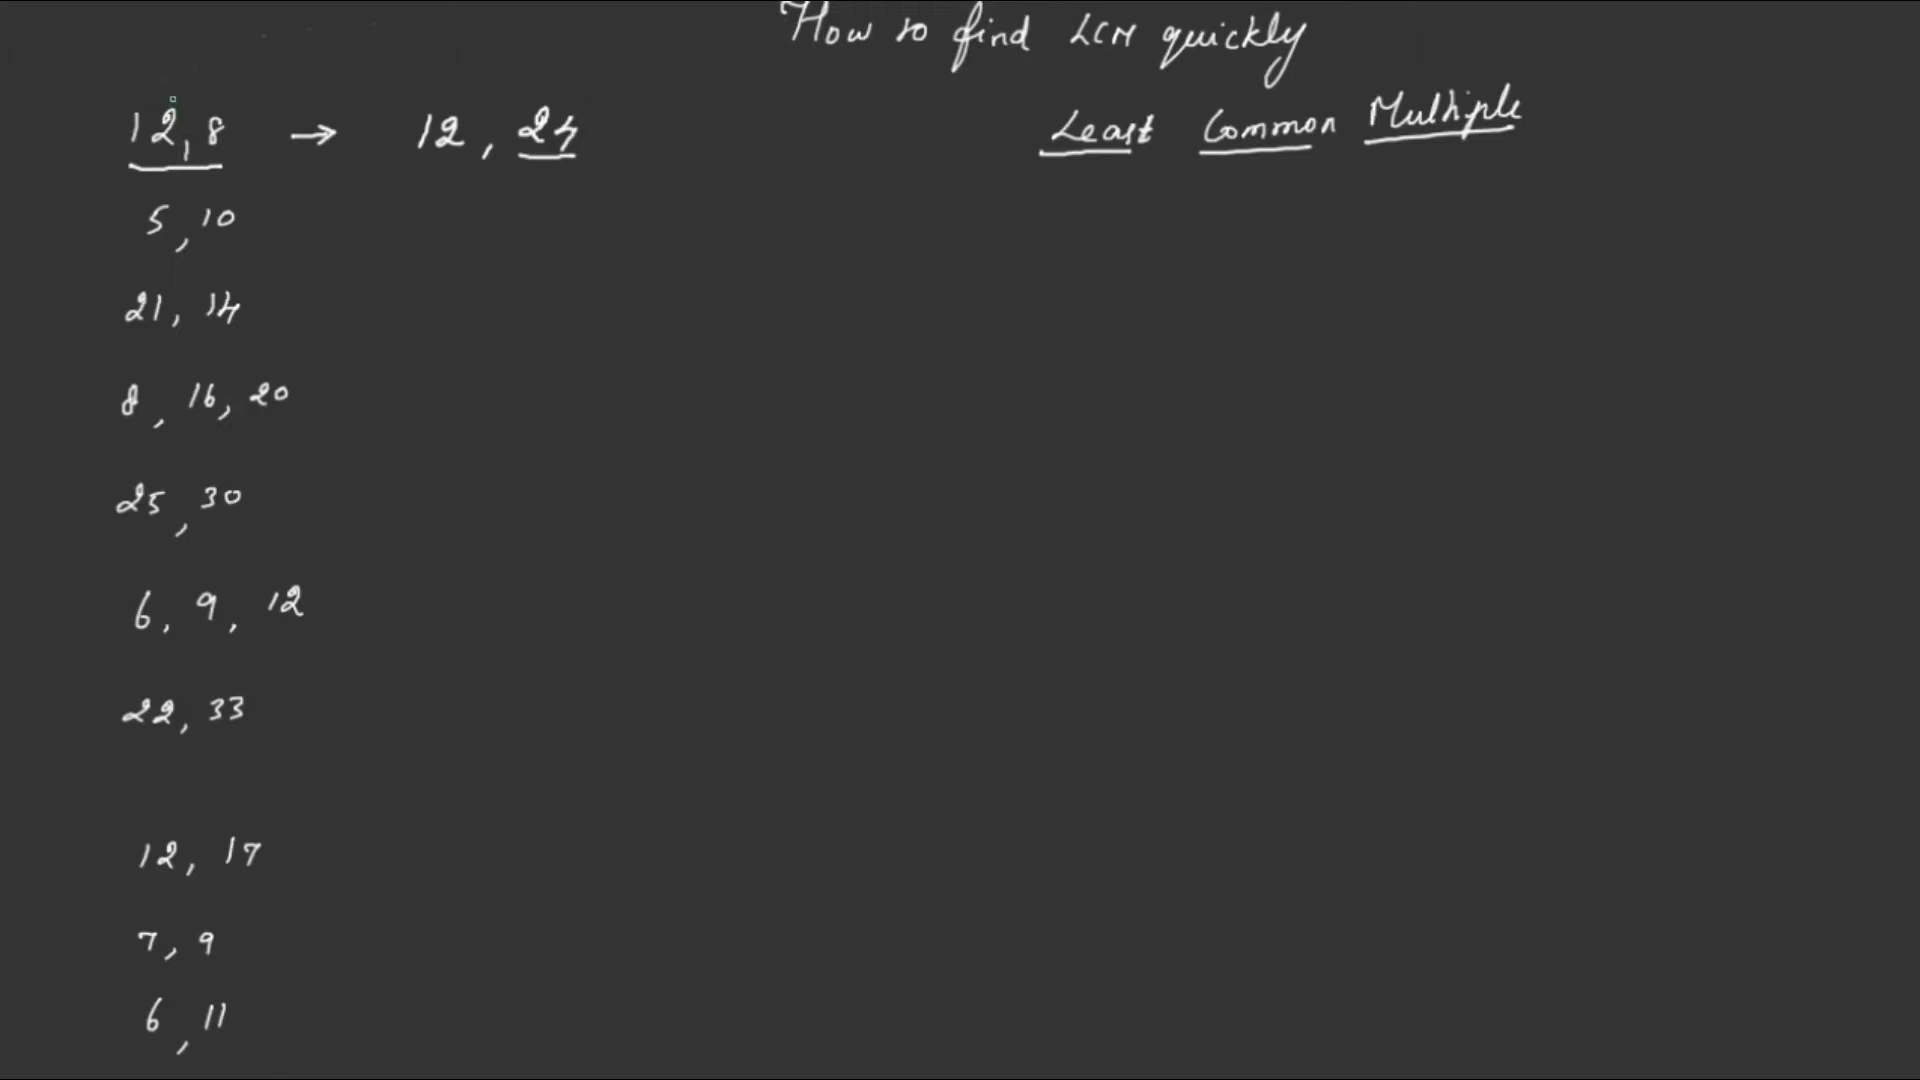 How to find LCM quickly
12, 8 → 12, 24
Least Common Multiple
5, 10
21, 14
8, 16, 20
25, 30
6, 9, 12
22, 33
12, 17
7, 9
6, 11